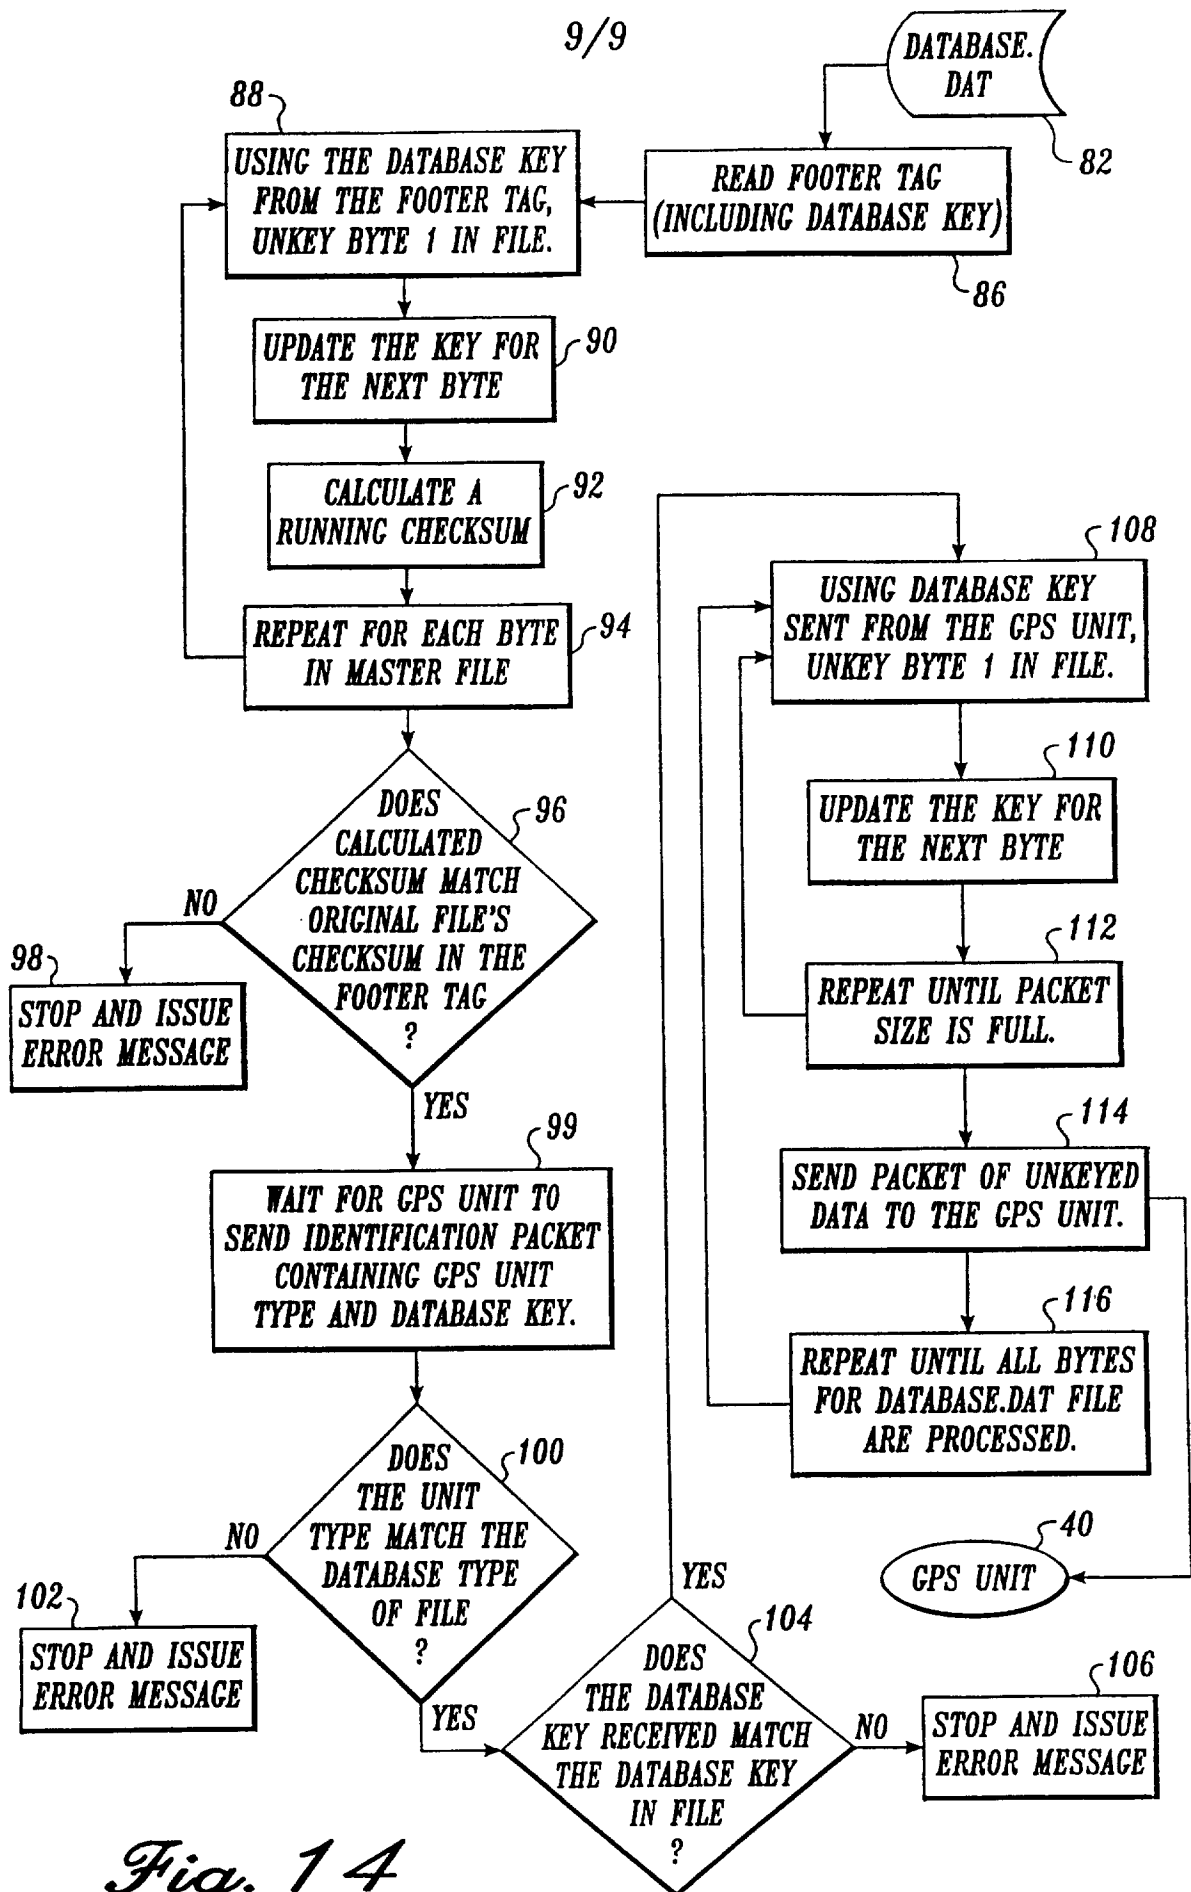 9/9
DATABASE.
DAT
82
88
USING THE DATABASE KEY
FROM THE FOOTER TAG,
UNKEY BYTE 1 IN FILE.
READ FOOTER TAG
(INCLUDING DATABASE KEY)
86
UPDATE THE KEY FOR
THE NEXT BYTE
90
CALCULATE A
RUNNING CHECKSUM
92
REPEAT FOR EACH BYTE
IN MASTER FILE
94
DOES
CALCULATED
CHECKSUM MATCH
ORIGINAL FILE'S
CHECKSUM IN THE
FOOTER TAG
?
96
NO
98
STOP AND ISSUE
ERROR MESSAGE
YES
99
WAIT FOR GPS UNIT TO
SEND IDENTIFICATION PACKET
CONTAINING GPS UNIT
TYPE AND DATABASE KEY.
DOES
THE UNIT
TYPE MATCH THE
DATABASE TYPE
OF FILE
?
100
NO
102
STOP AND ISSUE
ERROR MESSAGE
YES
DOES
THE DATABASE
KEY RECEIVED MATCH
THE DATABASE KEY
IN FILE
?
104
NO
106
STOP AND ISSUE
ERROR MESSAGE
YES
108
USING DATABASE KEY
SENT FROM THE GPS UNIT,
UNKEY BYTE 1 IN FILE.
110
UPDATE THE KEY FOR
THE NEXT BYTE
112
REPEAT UNTIL PACKET
SIZE IS FULL.
114
SEND PACKET OF UNKEYED
DATA TO THE GPS UNIT.
116
REPEAT UNTIL ALL BYTES
FOR DATABASE.DAT FILE
ARE PROCESSED.
40
GPS UNIT
Fig. 14